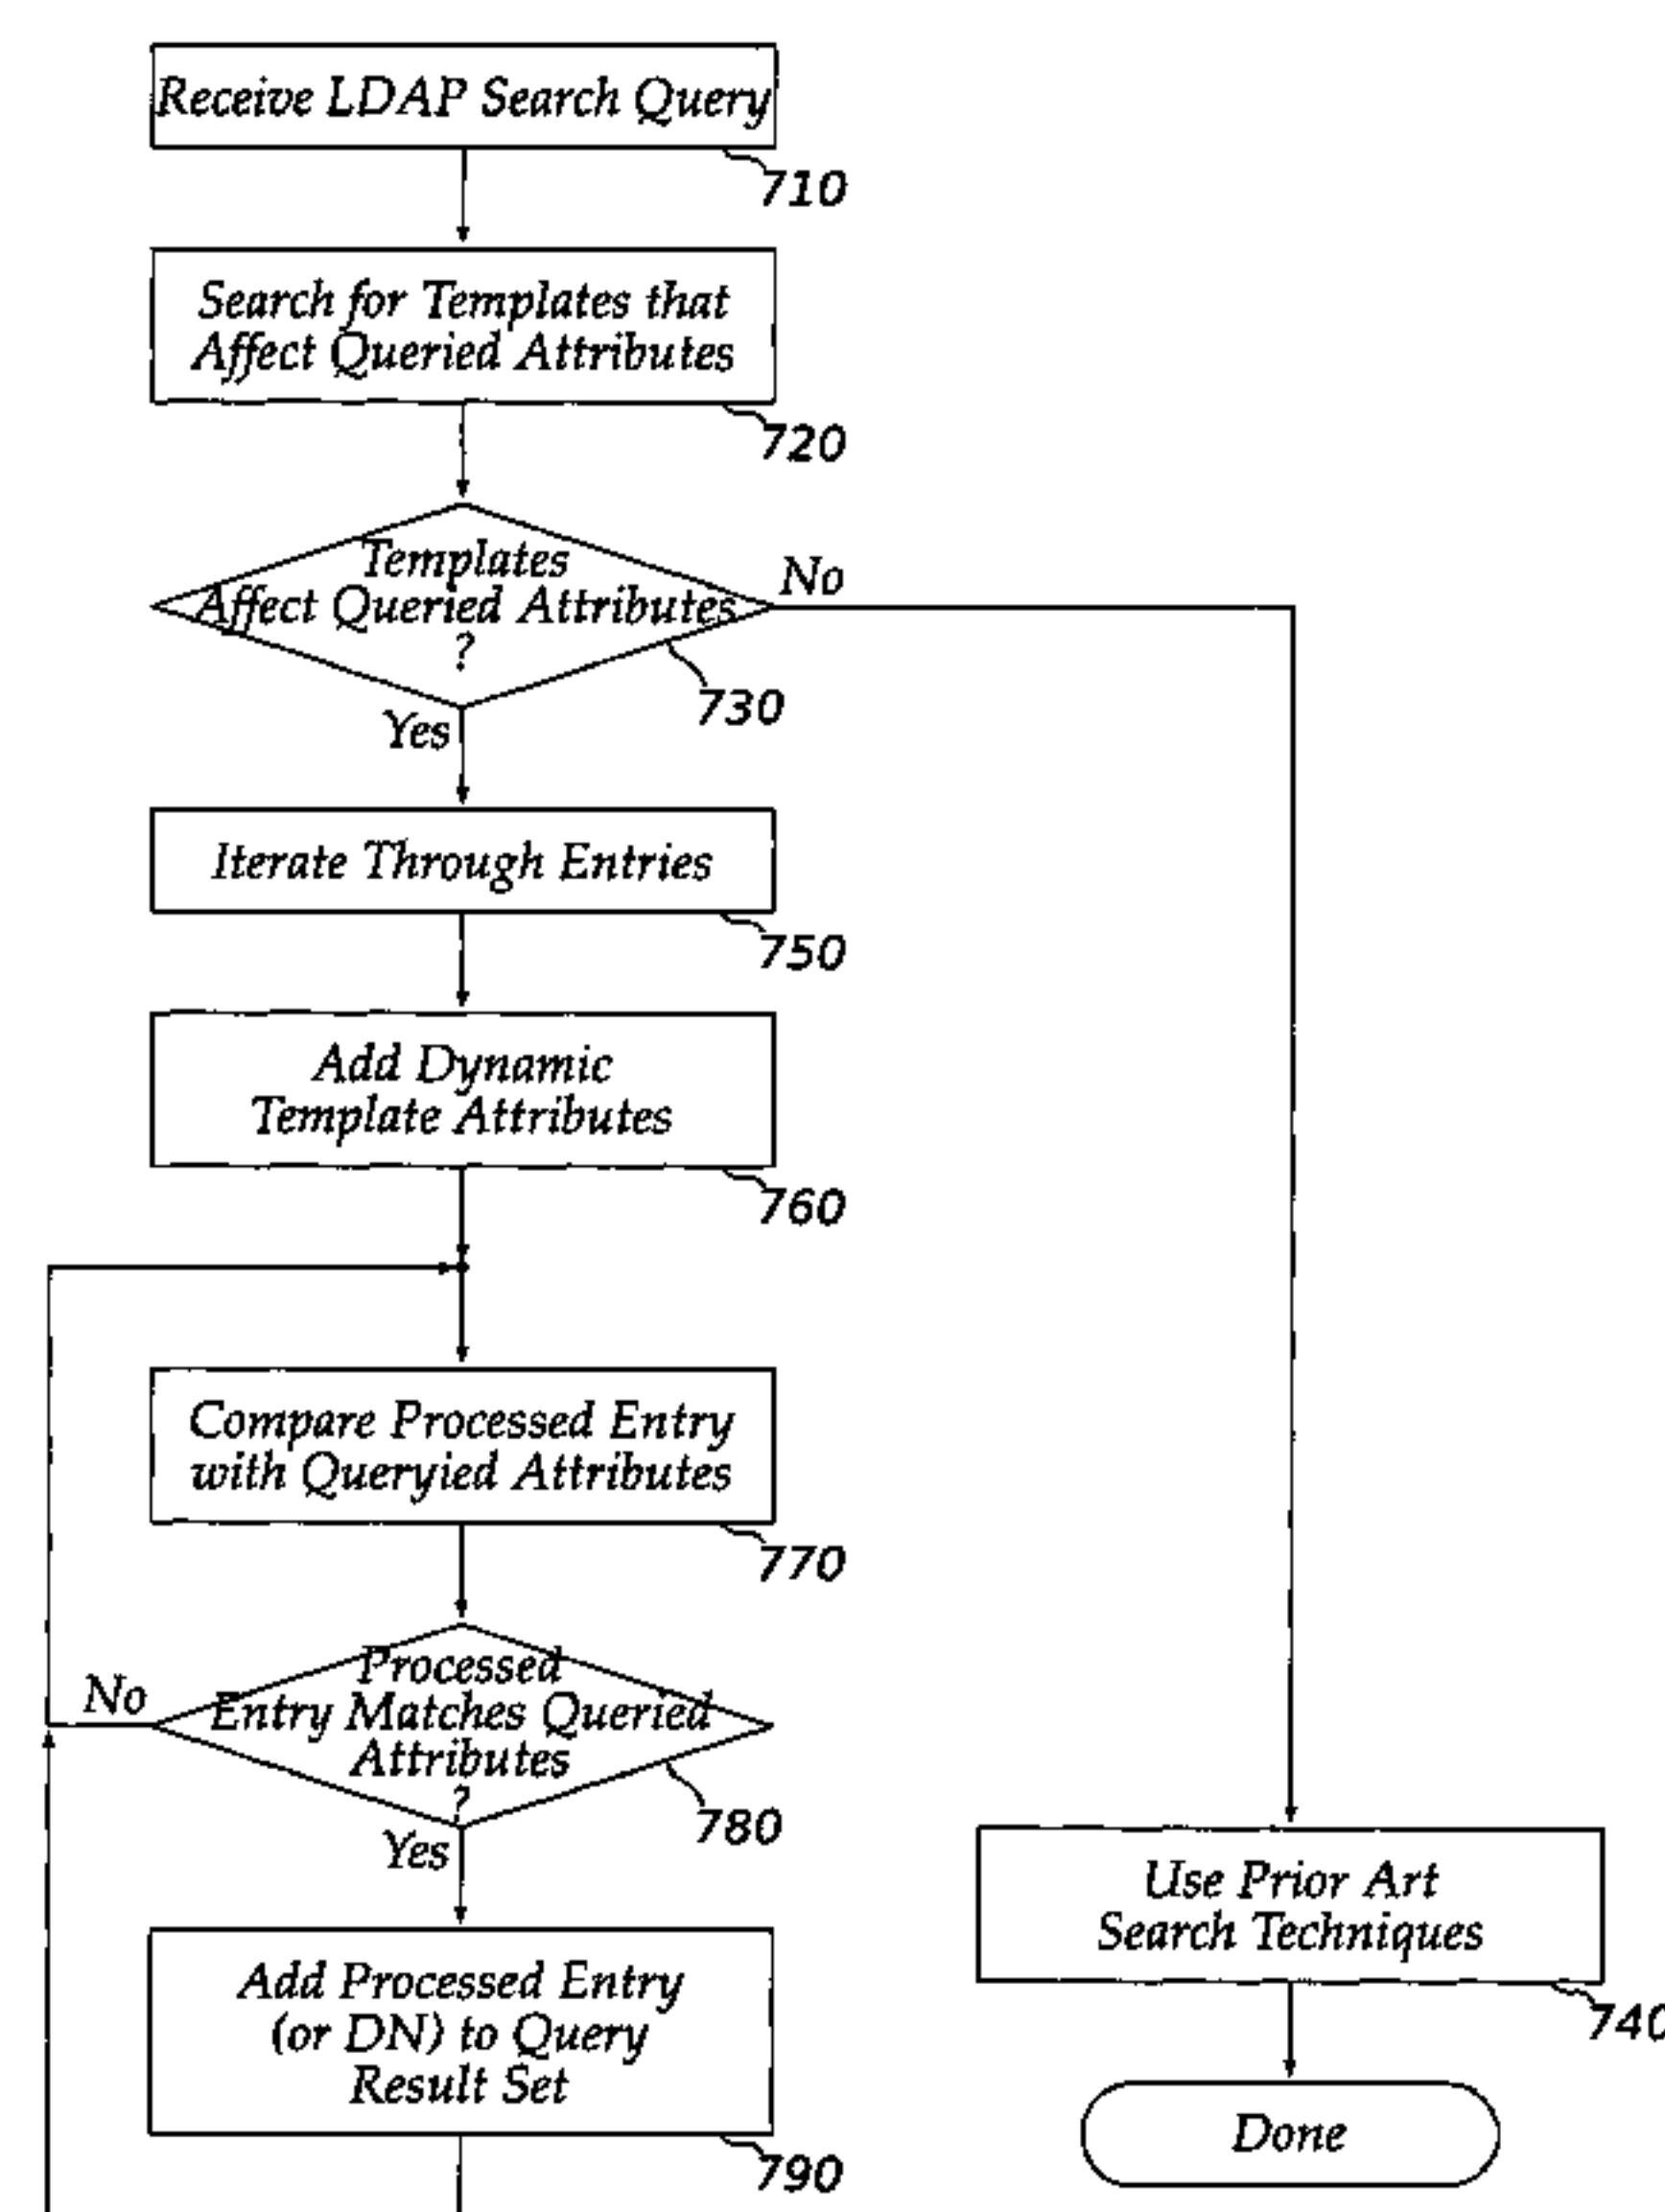 Receive LDAP Search Query
710
Search for Templates that
Affect Queried Attributes
720
Templates
Affect Queried Attributes
?
No
730
Yes
Iterate Through Entries
750
Add Dynamic
Template Attributes
760
Compare Processed Entry
with Queryied Attributes
770
Processed
Entry Matches Queried
Attributes
?
No
780
Yes
Use Prior Art
Search Techniques
740
Add Processed Entry
(or DN) to Query
Result Set
790
Done